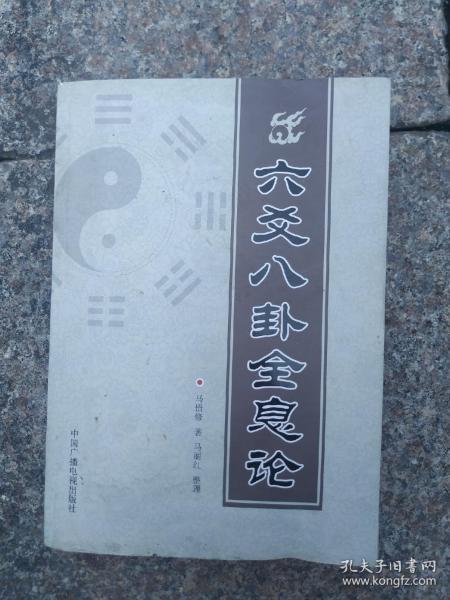 六爻八卦全息论
马悟修 著 马丽红 整理
中国广播电视出版社
孔夫子旧书网
www.kongfz.com